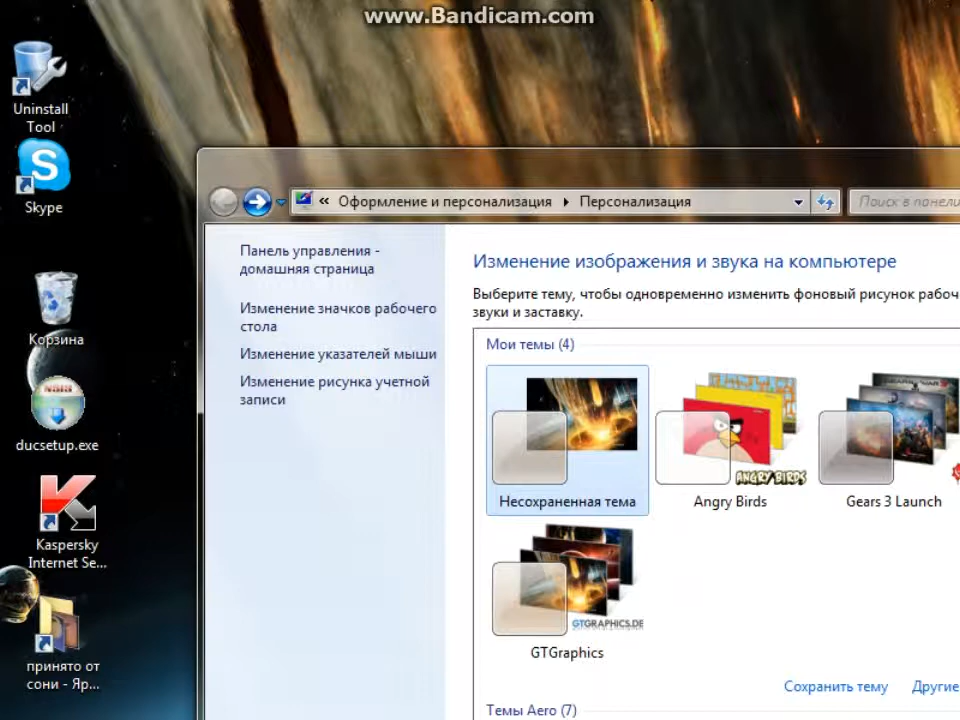 www.Bandicam.com
Uninstall
Tool
Skype
Корзина
NSIS
ducsetup.exe
Kaspersky
Internet Se...
принято от
сони - Яр...
« Оформление и персонализация
Персонализация
Поиск в панели
Панель управления -
домашняя страница
Изменение значков рабочего
стола
Изменение указателей мыши
Изменение рисунка учетной
записи
Изменение изображения и звука на компьютере
Выберите тему, чтобы одновременно изменить фоновый рисунок рабоч
звуки и заставку.
Мои темы (4)
ANGRY BIRDS
Несохраненная тема
Angry Birds
Gears 3 Launch
GTGRAPHICS.DE
GTGraphics
Сохранить тему
Другие
Темы Aero (7)